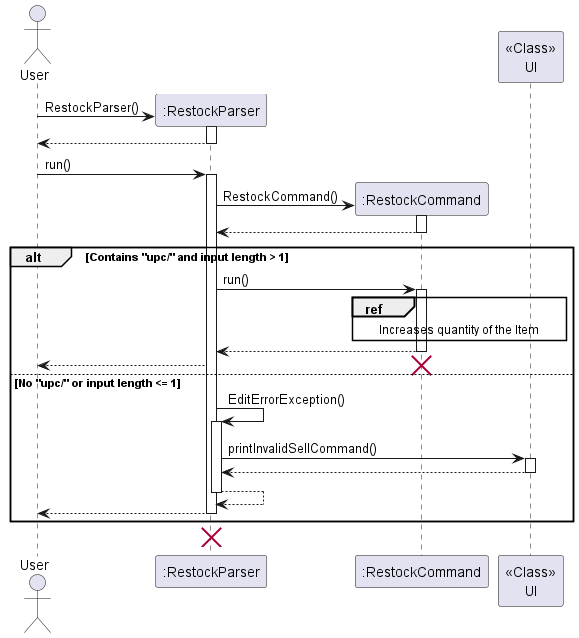 User
«Class»
UI
RestockParser()
:RestockParser
run()
RestockCommand()
:RestockCommand
alt
[Contains "upc/" and input length > 1]
run()
ref
Increases quantity of the Item
[No "upc/" or input length <= 1]
EditErrorException()
printInvalidSellCommand()
User
:RestockParser
:RestockCommand
«Class»
UI